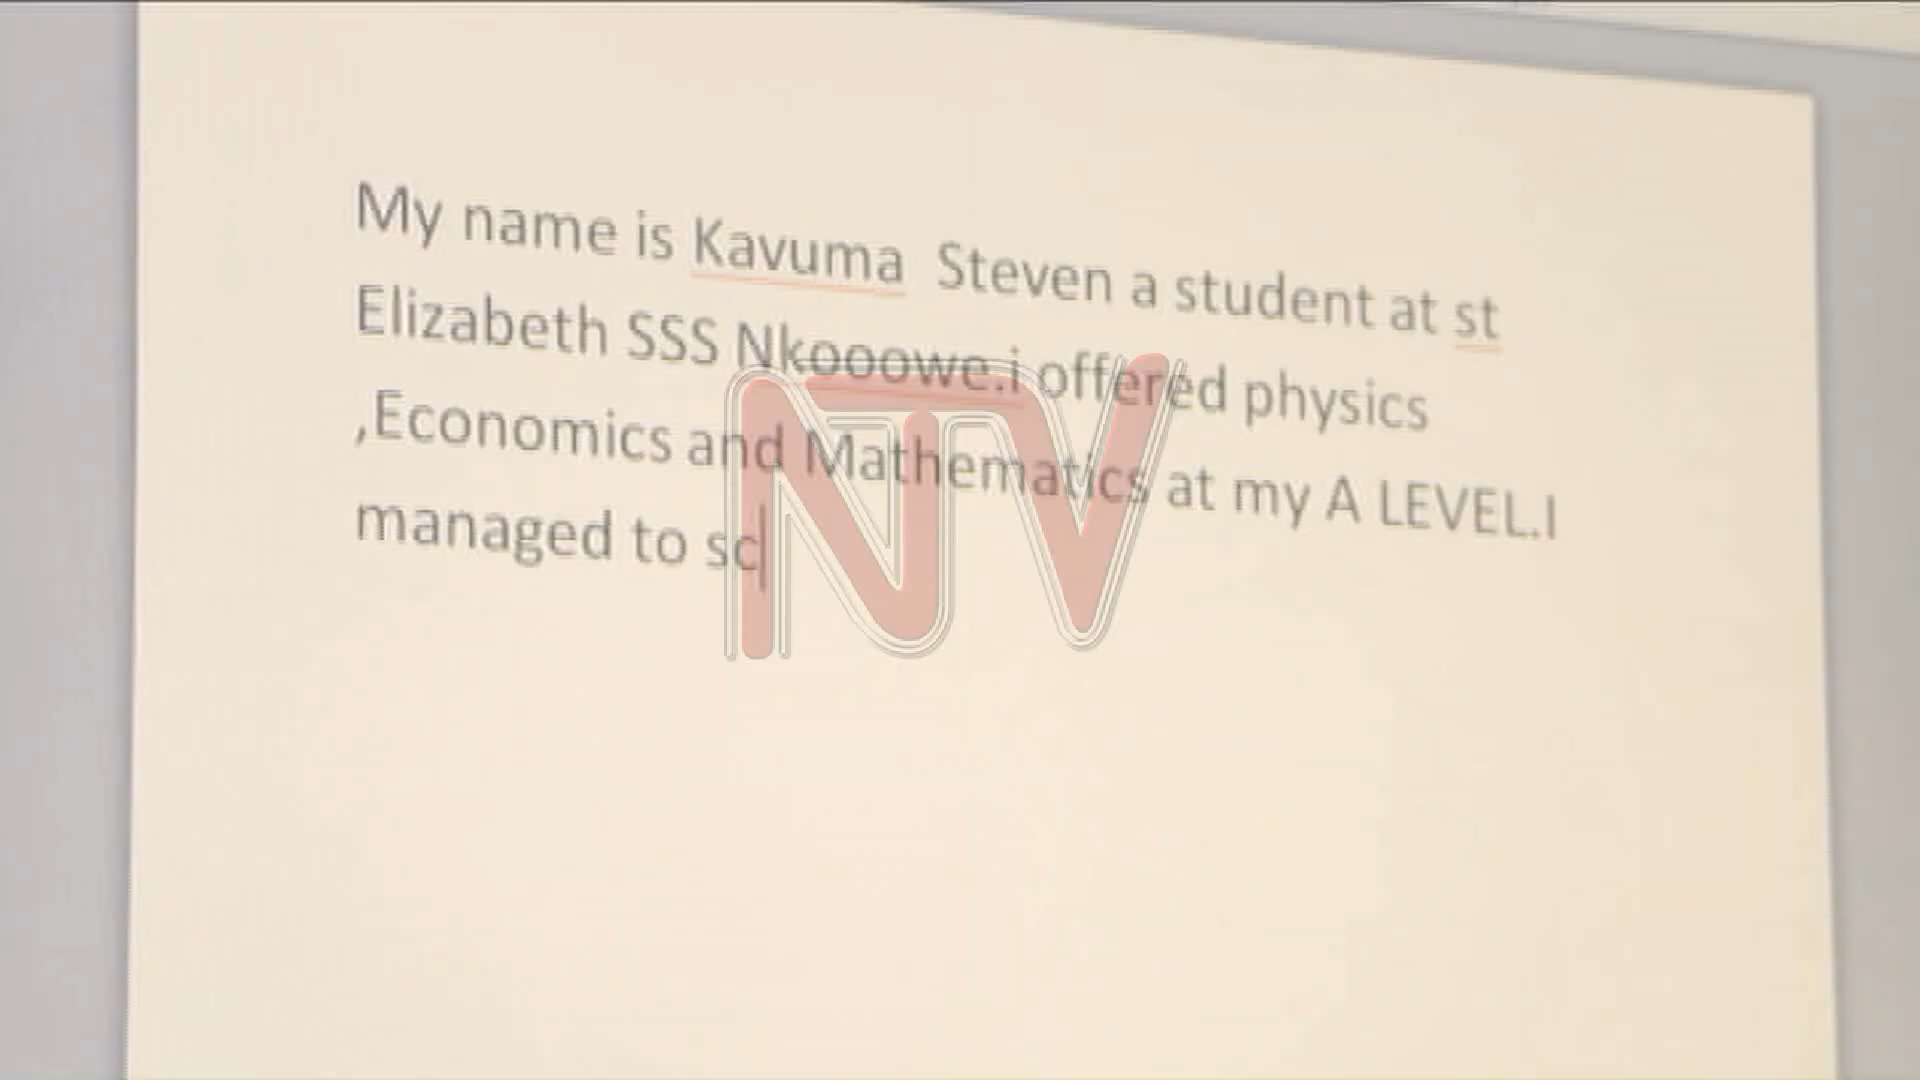 My name is Kavuma  Steven a student at st
Elizabeth SSS Nkooowe.i offered physics
,Economics and Mathematics at my A LEVEL.I
managed to sc
NTV